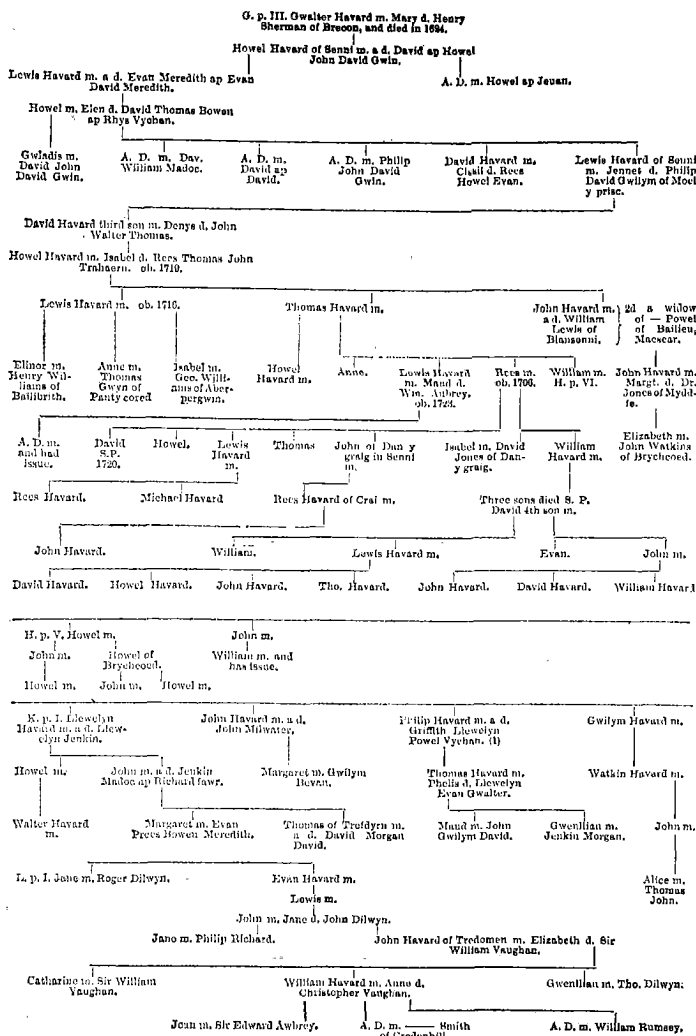 G. p. III. Gwalter Havard m. Mary d. Henry
Sherman of Brecon, and died in 1694.
Howel Havard of Senni m. a d. David ap Howel
John David Gwin.
Lewis Havard m. a d. Evan Meredith ap Evan
David Meredith.
A. D. m. Howel ap Jeuan.
Howel m. Elen d. David Thomas Bowen
ap Rhys Vychan.
Gwladis m.
David John
David Gwin.
A. D. m. Dav.
William Madoc.
A. D. m.
David ap
David.
A. D. m. Philip
John David
Gwin.
David Havard m.
Cissil d. Rees
Howel Evan.
Lewis Havard of Senni
m. Jennet d. Philip
David Gwilym of Moel
y prisc.
David Havard third son m. Denys d. John
Walter Thomas.
Howel Havard m. Isabel d. Rees Thomas John
Trahaern. ob. 1719.
Lewis Havard m. ob. 1716.
Thomas Havard m.
John Havard m.
a d. William
Lewis of
Blansenni.
2d a widow
of — Powel
of Bailieu,
Maescar.
Elinor m.
Henry Wil-
liams of
Bailibrith.
Anne m.
Thomas
Gwyn of
Panty cored
Isabel m.
Geo. Willi-
ams of Aber-
pergwin.
Howel
Havard m.
Anne.
Lewis Havard
m. Maud d.
Wm. Aubrey.
ob. 1723.
Rees m.
ob. 1766.
William m.
H. p. VI.
John Havard m.
Margt. d. Dr.
Jones of Mydd-
fe.
Elizabeth m.
John Watkins
of Brycheoed.
A. D. m.
and had
issue.
David
S.P.
1720.
Howel.
Lewis
Havard
m.
Thomas
John of Dan y
graig in Senni
m.
Isabel m. David
Jones of Dan-
y graig.
William
Havard m.
Rees Havard.
Michael Havard
Rees Havard of Crai m.
Three sons died S. P.
David 4th son m.
John Havard.
William.
Lewis Havard m.
Evan.
John m.
David Havard.
Howel Havard.
John Havard.
Tho. Havard.
John Havard.
David Havard.
William Havard
H. p. V. Howel m.
John m.
John m.
Howel of
Brycheoed.
William m. and
has issue.
Howel m.
John m.
Howel m.
K. p. I. Llewelyn
Havard m. a d. Llew-
elyn Jenkin.
John Havard m. a d.
John Milwater.
Philip Havard m. a d.
Griffith Llewelyn
Powel Vychan. (1)
Gwilym Havard m.
Howel m.
John m. a d. Jenkin
Madoc ap Richard fawr.
Margaret m. Gwilym
Bevan.
Thomas Havard m.
Phelis d. Llewelyn
Evan Gwalter.
Watkin Havard m.
Walter Havard
m.
Margaret m. Evan
Prees Bowen Meredith.
Thomas of Trefdyrn m.
a d. David Morgan
David.
Maud m. John
Gwilym David.
Gwenllian m.
Jenkin Morgan.
John m.
L. p. I. Jane m. Roger Dilwyn.
Evan Havard m.
Alice m.
Thomas
John.
Lewis m.
John m. Jane d. John Dilwyn.
Jane m. Philip Richard.
John Havard of Tredomen m. Elizabeth d. Sir
William Vaughan.
Catharine m. Sir William
Vaughan.
William Havard m. Anne d.
Christopher Vaughan.
Gwenllian m. Tho. Dilwyn.
Joan m. Sir Edward Awbrey.
A. D. m. —— Smith
of Credenhill
A. D. m. William Rumsey.